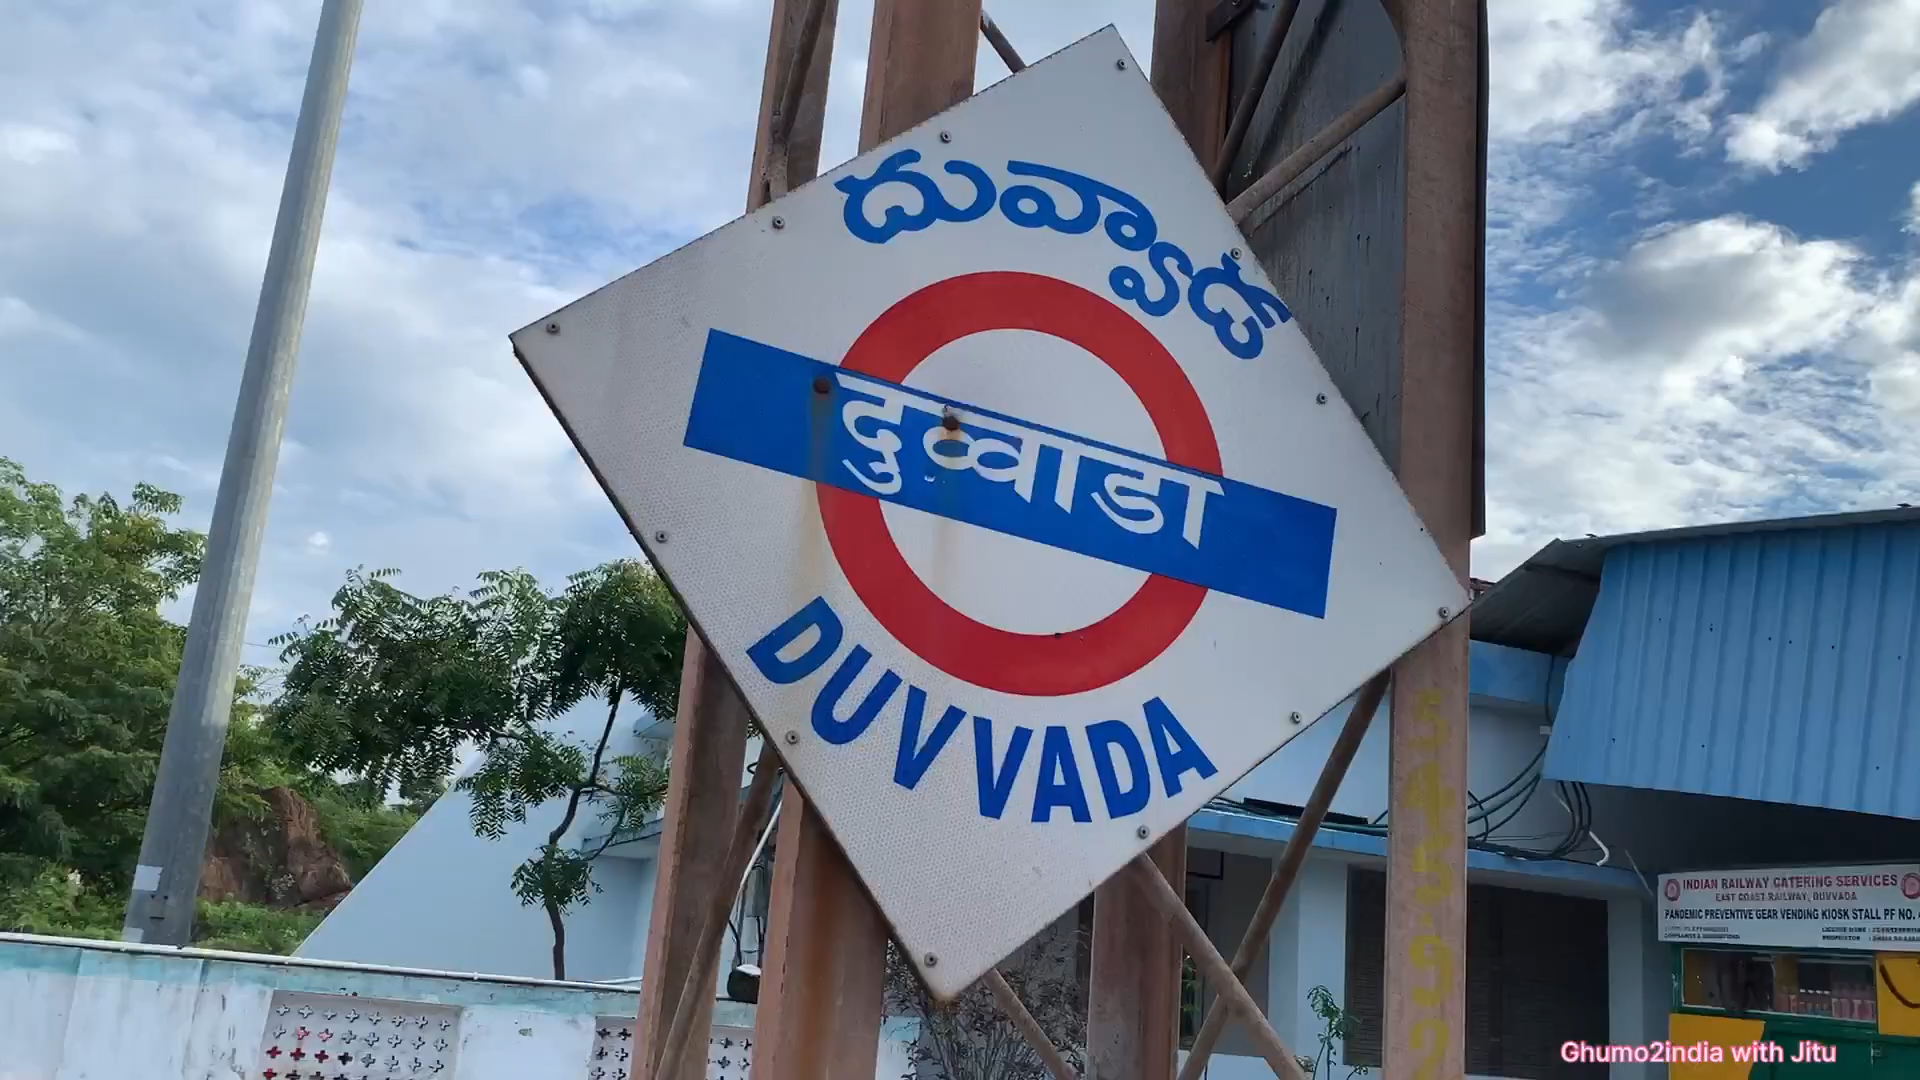 దువ్వాడ
दुव्वाडा
DUVVADA
INDIAN RAILWAY CATERING SERVICES
EAST COAST RAILWAY, DUVVADA
PANDEMIC PREVENTIVE GEAR VENDING KIOSK STALL PF NO.
Ghumo2india with Jitu